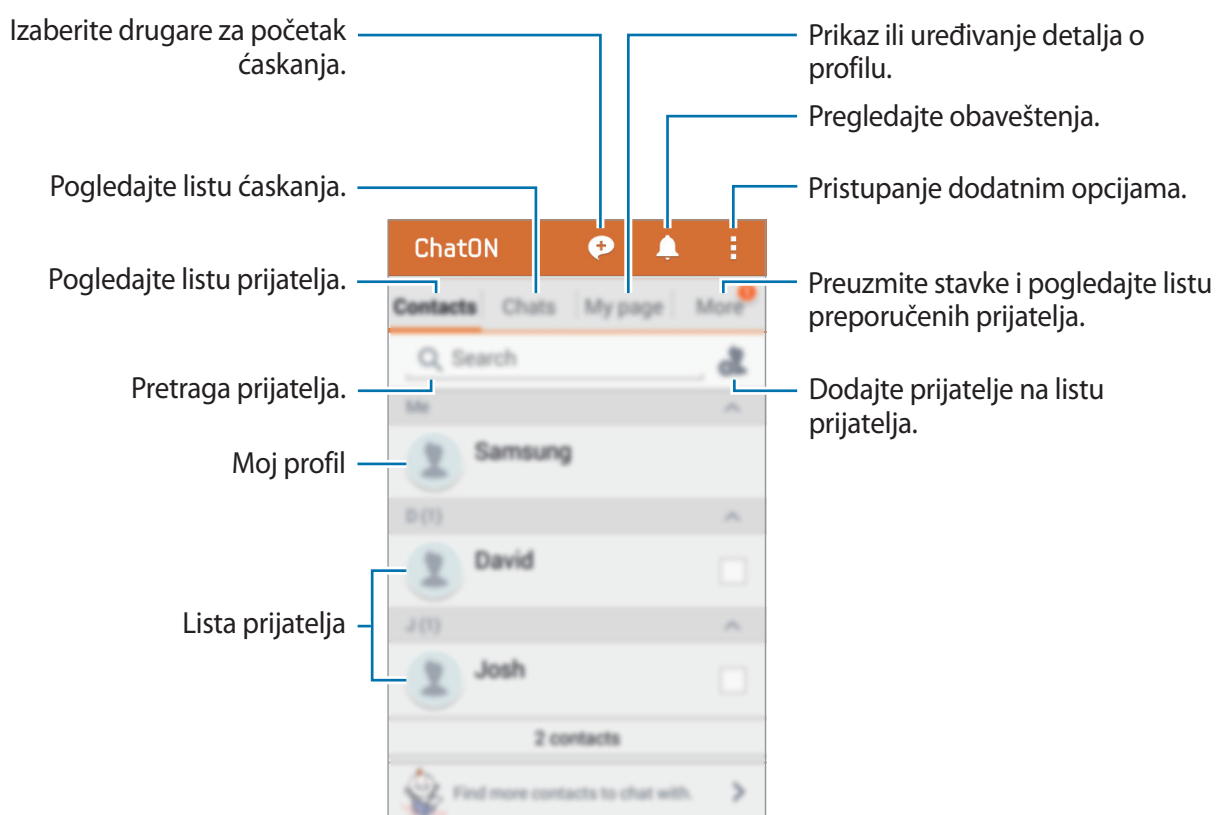 Izaberite drugare za početak
ćaskanja.
Pogledajte listu ćaskanja.
Pogledajte listu prijatelja.
Pretraga prijatelja.
Moj profil
Lista prijatelja
Prikaz ili uređivanje detalja o
profilu.
Pregledajte obaveštenja.
Pristupanje dodatnim opcijama.
Preuzmite stavke i pogledajte listu
preporučenih prijatelja.
Dodajte prijatelje na listu
prijatelja.
ChatON
Contacts Chats My page More
Search
Me
Samsung
D (1)
David
J (1)
Josh
2 contacts
Find more contacts to chat with.